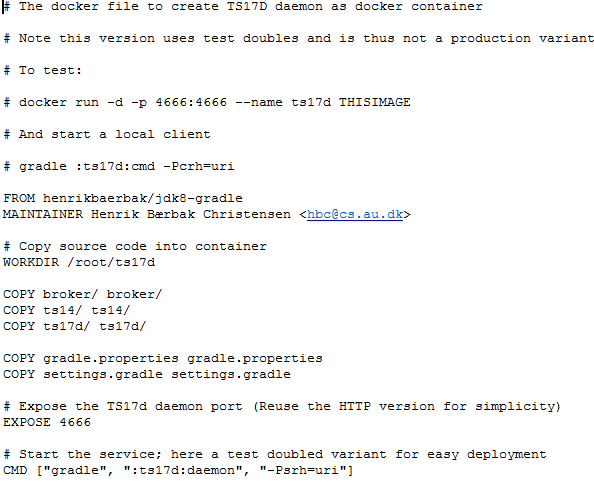 # The docker file to create TS17D daemon as docker container
# Note this version uses test doubles and is thus not a production variant
# To test:
# docker run -d -p 4666:4666 --name ts17d THISIMAGE
# And start a local client
# gradle :ts17d:cmd -Pcrh=uri
FROM henrikbaerbak/jdk8-gradle
MAINTAINER Henrik Bærbak Christensen <hbc@cs.au.dk>
# Copy source code into container
WORKDIR /root/ts17d
COPY broker/ broker/
COPY ts14/ ts14/
COPY ts17d/ ts17d/
COPY gradle.properties gradle.properties
COPY settings.gradle settings.gradle
# Expose the TS17d daemon port (Reuse the HTTP version for simplicity)
EXPOSE 4666
# Start the service; here a test doubled variant for easy deployment
CMD ["gradle", ":ts17d:daemon", "-Psrh=uri"]